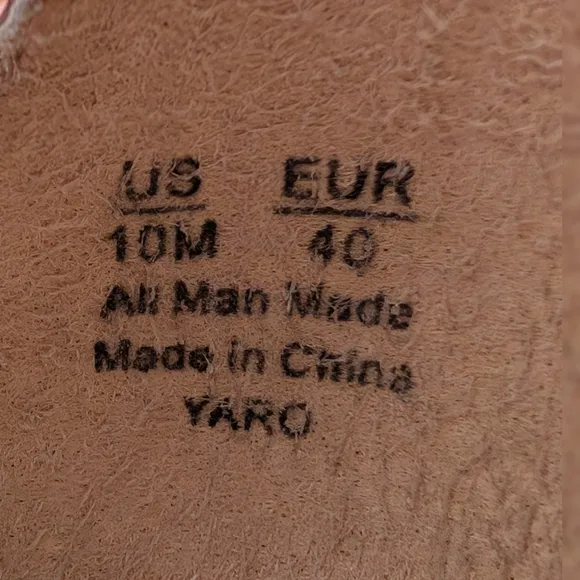 US EUR
10M 40
All Man Made
Made in China
YARO